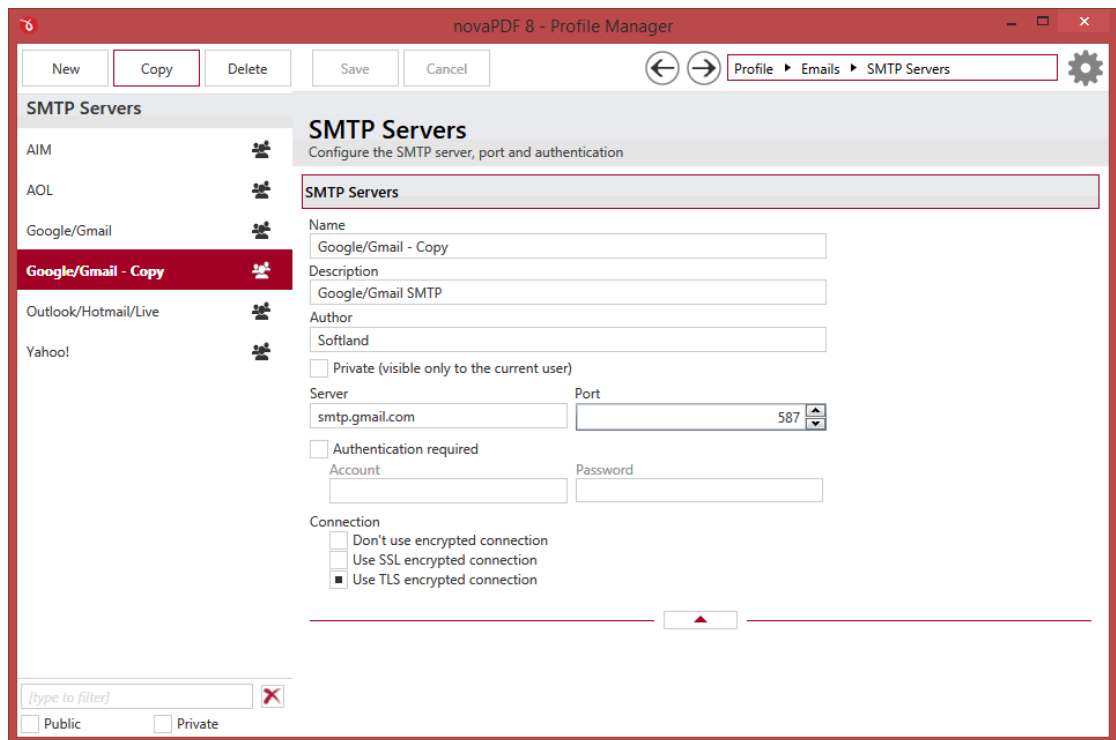 novaPDF 8 - Profile Manager
New Copy Delete Save Cancel Profile Emails SMTP Servers
SMTP Servers
AIM
AOL
Google/Gmail
Google/Gmail - Copy
Outlook/Hotmail/Live
Yahoo!
[type to filter]
Public Private
SMTP Servers
Configure the SMTP server, port and authentication
SMTP Servers
Name
Google/Gmail - Copy
Description
Google/Gmail SMTP
Author
Softland
Private (visible only to the current user)
Server Port
smtp.gmail.com 587
Authentication required
Account Password
Connection
Don't use encrypted connection
Use SSL encrypted connection
Use TLS encrypted connection